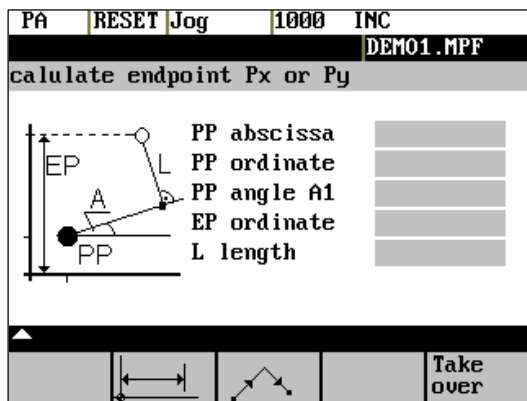 PA RESET Jog 1000 INC
DEMO1.MPF
calulate endpoint Px or Py
PP abscissa
EP L PP ordinate
A PP angle A1
EP ordinate
PP L length
Take
over